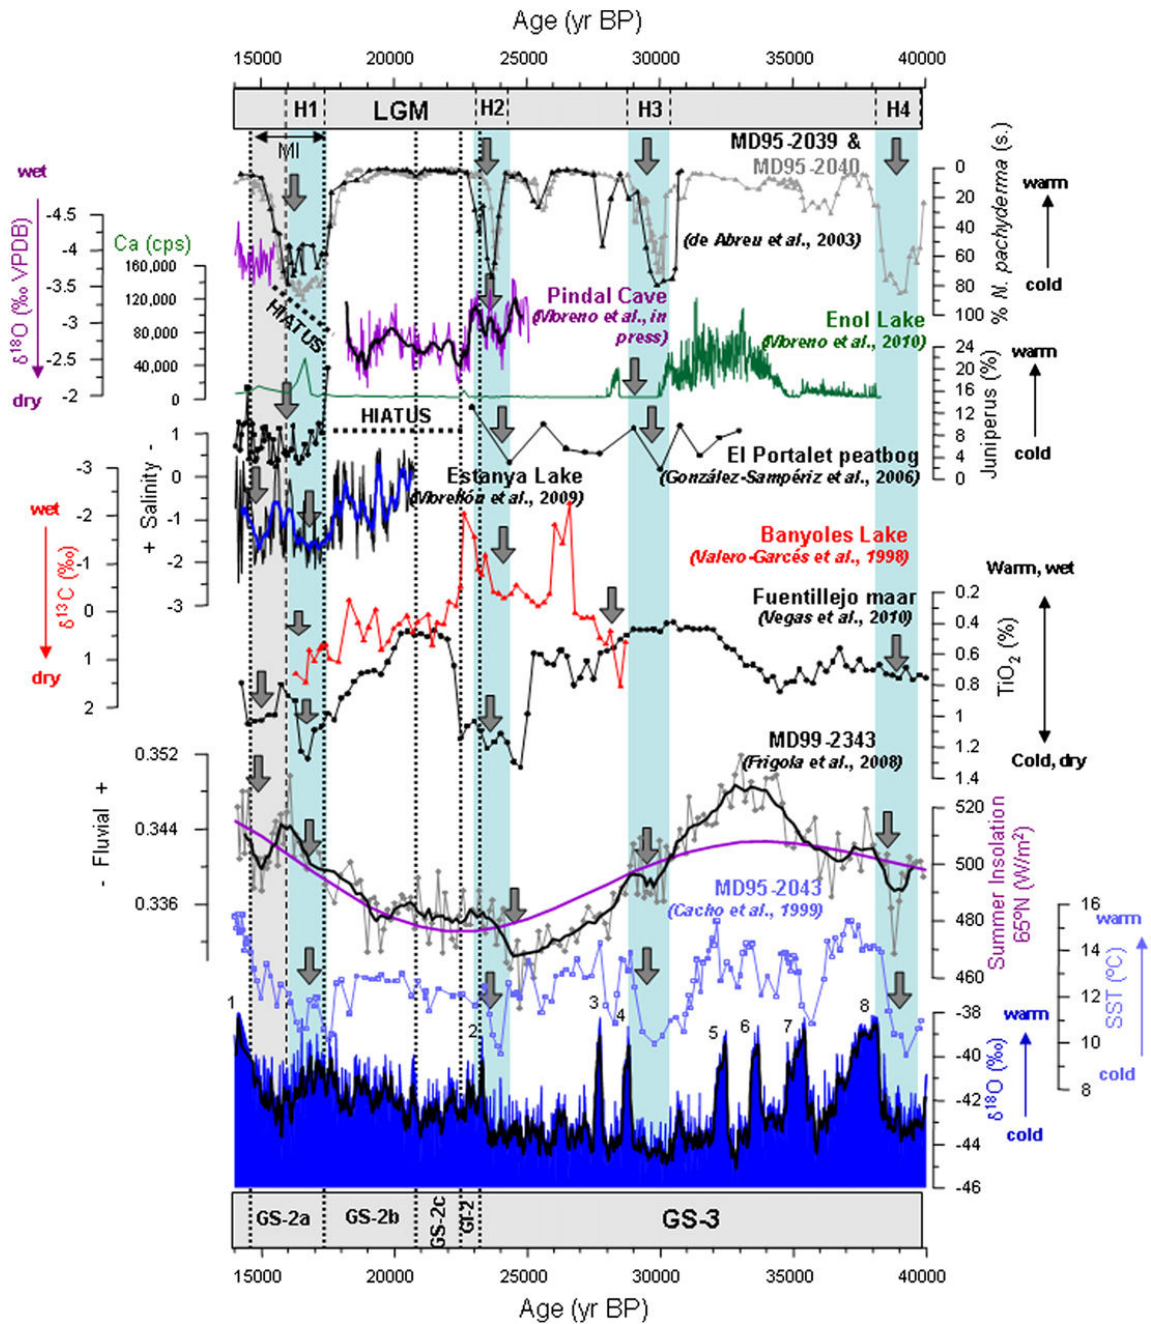 Age (yr BP)
15000 20000 25000 30000 35000 40000
H1 LGM H2 H3 H4
MI
MD95-2039 &
MD95-2040
(de Abreu et al., 2003)
0
20
40
60
80
100
% N. pachyderma (s.)
warm
cold
wet
δ18O (‰ VPDB)
dry
-4.5
-4
-3.5
-3
-2.5
-2
Ca (cps)
160,000
120,000
80,000
40,000
0
HIATUS
Pindal Cave
(Moreno et al., in
press)
Enol Lake
(Moreno et al., 2010)
24
20
16
12
8
4
0
Juniperus (%)
warm
cold
HIATUS
El Portalet peatbog
(González-Sampériz et al., 2006)
Estanya Lake
(Morellón et al., 2009)
1
0
-1
-2
-3
+ Salinity -
wet
δ13C (‰)
dry
-3
-2
-1
0
1
2
Banyoles Lake
(Valero-Garcés et al., 1998)
Fuentillejo maar
(Vegas et al., 2010)
Warm, wet
0.2
0.4
0.6
0.8
1
1.2
1.4
TiO2 (%)
Cold, dry
MD99-2343
(Frigola et al., 2008)
0.352
0.344
0.336
- Fluvial +
520
500
480
460
Summer Insolation
65ºN (W/m2)
MD95-2043
(Cacho et al., 1999)
16
14
12
10
8
SST (ºC)
warm
cold
1 2 3 4 5 6 7 8
-38
-40
-42
-44
-46
δ18O (‰)
warm
cold
GS-2a GS-2b GS-2c GI-2 GS-3
15000 20000 25000 30000 35000 40000
Age (yr BP)